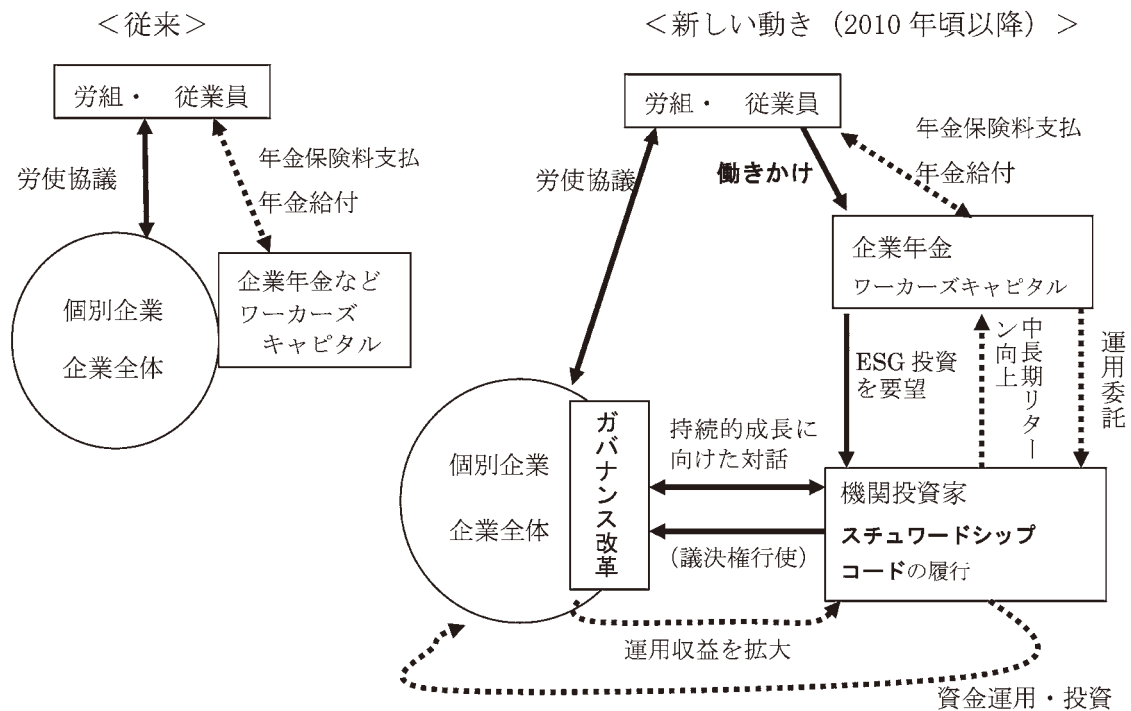 <従来>
労組・ 従業員
労使協議
年金保険料支払
年金給付
個別企業
企業全体
企業年金など
ワーカーズ
キャピタル
<新しい動き(2010年頃以降)>
労組・ 従業員
労使協議
働きかけ
年金保険料支払
年金給付
企業年金
ワーカーズキャピタル
ESG投資
を要望
中長期リター
ン向上
運用委託
個別企業
企業全体
ガバナンス改革
持続的成長に
向けた対話
(議決権行使)
機関投資家
スチュワードシップ
コードの履行
運用収益を拡大
資金運用・投資